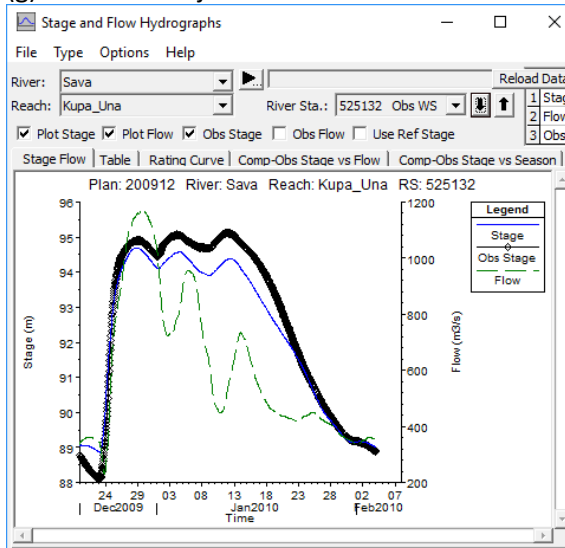 Stage and Flow Hydrographs
File Type Options Help
River: Sava Reload Data
Reach: Kupa_Una River Sta.: 525132 Obs WS 1 Stag
Plot Stage Plot Flow Obs Stage Obs Flow Use Ref Stage 2 Flow
3 Obs
Stage Flow Table Rating Curve Comp-Obs Stage vs Flow Comp-Obs Stage vs Season
Plan: 200912 River: Sava Reach: Kupa_Una RS: 525132
96
95
94
93
92
91
90
89
88
Stage (m)
1200
1000
800
600
400
200
Flow (m3/s)
Legend
Stage
Obs Stage
Flow
24 29 03 08 13 18 23 28 02 07
Dec2009 Jan2010 Feb2010
Time